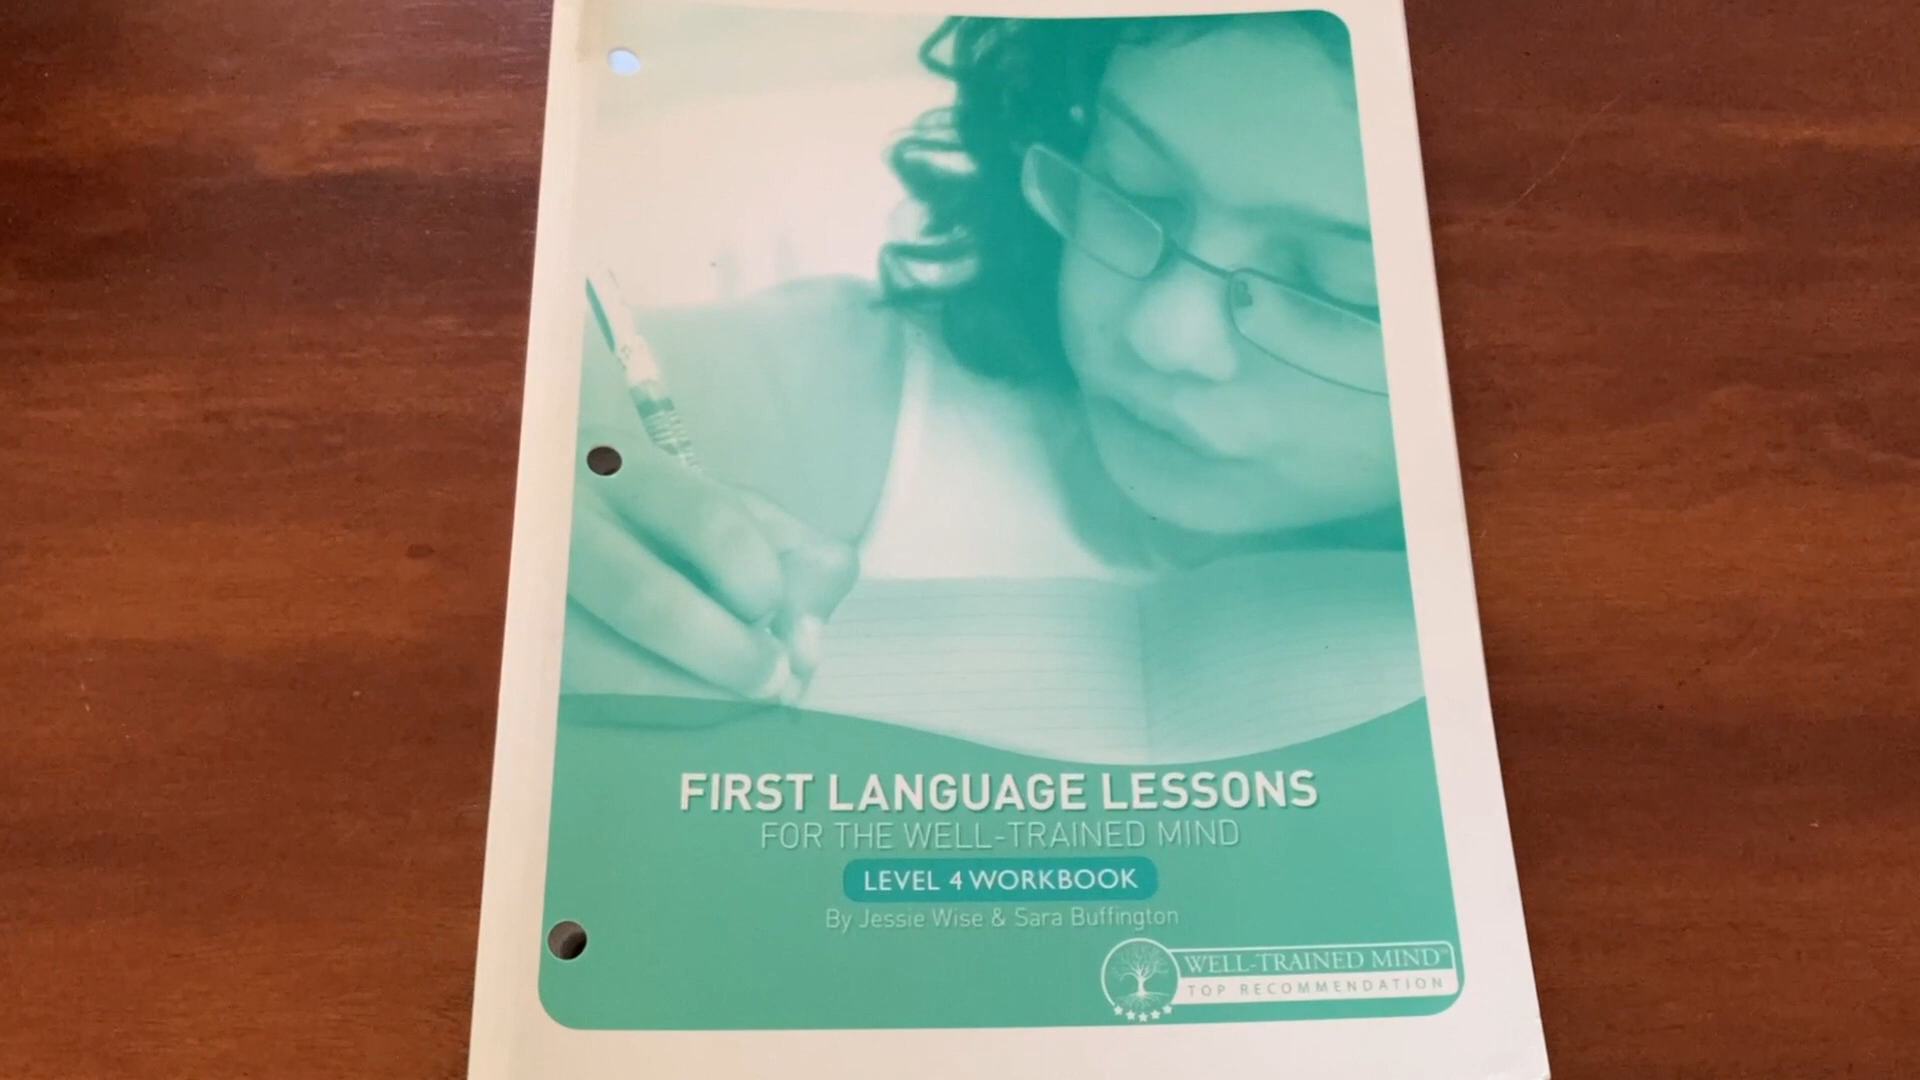 FIRST LANGUAGE LESSONS
FOR THE WELL-TRAINED MIND
LEVEL 4 WORKBOOK
By Jessie Wise & Sara Buffington
WELL-TRAINED MIND™
TOP RECOMMENDATION